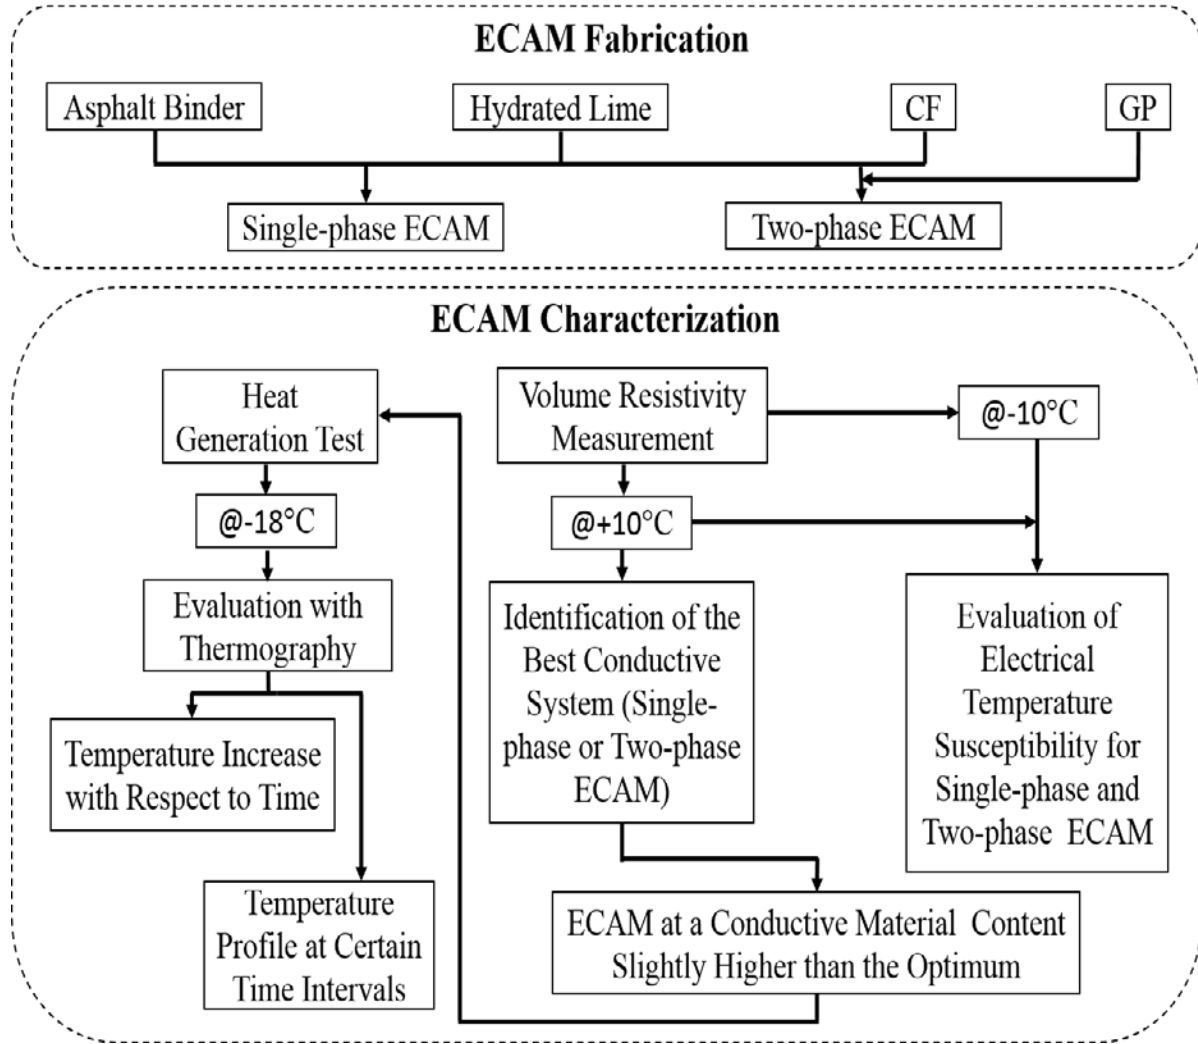 ECAM Fabrication
Asphalt Binder
Hydrated Lime
CF
GP
Single-phase ECAM
Two-phase ECAM
ECAM Characterization
Heat
Generation Test
@-18°C
Evaluation with
Thermography
Temperature Increase
with Respect to Time
Temperature
Profile at Certain
Time Intervals
Volume Resistivity
Measurement
@-10°C
@+10°C
Identification of the
Best Conductive
System (Single-
phase or Two-phase
ECAM)
Evaluation of
Electrical
Temperature
Susceptibility for
Single-phase and
Two-phase ECAM
ECAM at a Conductive Material Content
Slightly Higher than the Optimum